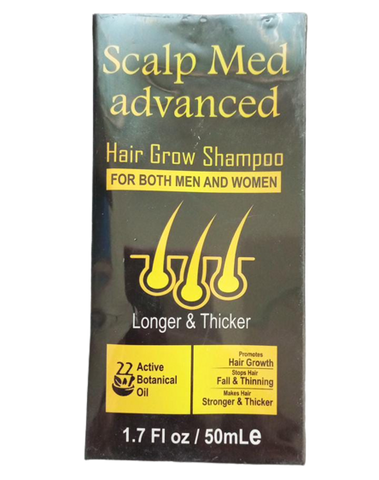 Scalp Med
advanced
Hair Grow Shampoo
FOR BOTH MEN AND WOMEN
Longer & Thicker
22 Active
Botanical
Oil
Promotes
Hair Growth
Stops Hair
Fall & Thinning
Makes Hair
Stronger & Thicker
1.7 Fl oz / 50mLe